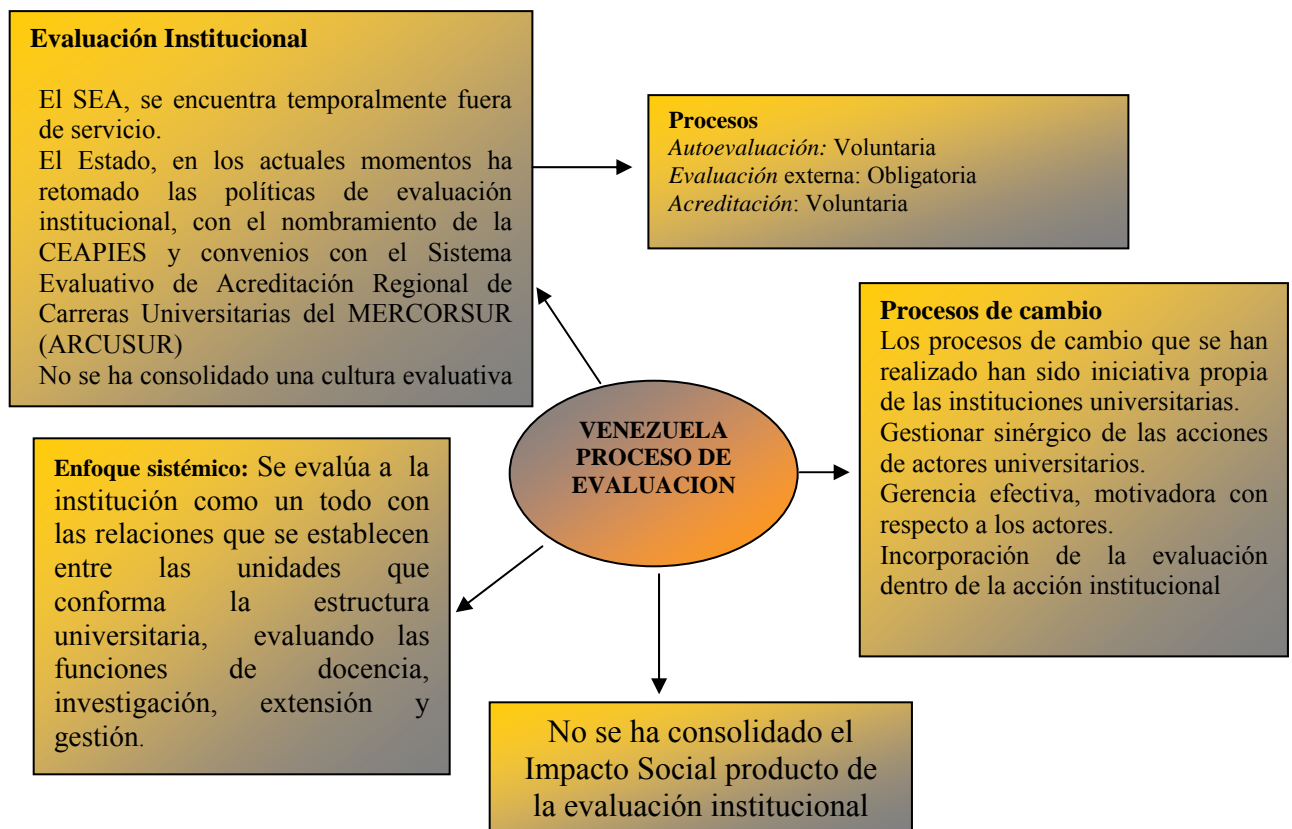 Evaluación Institucional
El SEA, se encuentra temporalmente fuera
de servicio.
El Estado, en los actuales momentos ha
retomado las políticas de evaluación
institucional, con el nombramiento de la
CEAPIES y convenios con el Sistema
Evaluativo de Acreditación Regional de
Carreras Universitarias del MERCORSUR
(ARCUSUR)
No se ha consolidado una cultura evaluativa
Procesos
Autoevaluación: Voluntaria
Evaluación externa: Obligatoria
Acreditación: Voluntaria
Procesos de cambio
Los procesos de cambio que se han
realizado han sido iniciativa propia
de las instituciones universitarias.
Gestionar sinérgico de las acciones
de actores universitarios.
Gerencia efectiva, motivadora con
respecto a los actores.
Incorporación de la evaluación
dentro de la acción institucional
VENEZUELA
PROCESO DE
EVALUACION
Enfoque sistémico: Se evalúa a la
institución como un todo con
las relaciones que se establecen
entre las unidades que
conforma la estructura
universitaria, evaluando las
funciones de docencia,
investigación, extensión y
gestión.
No se ha consolidado el
Impacto Social producto de
la evaluación institucional